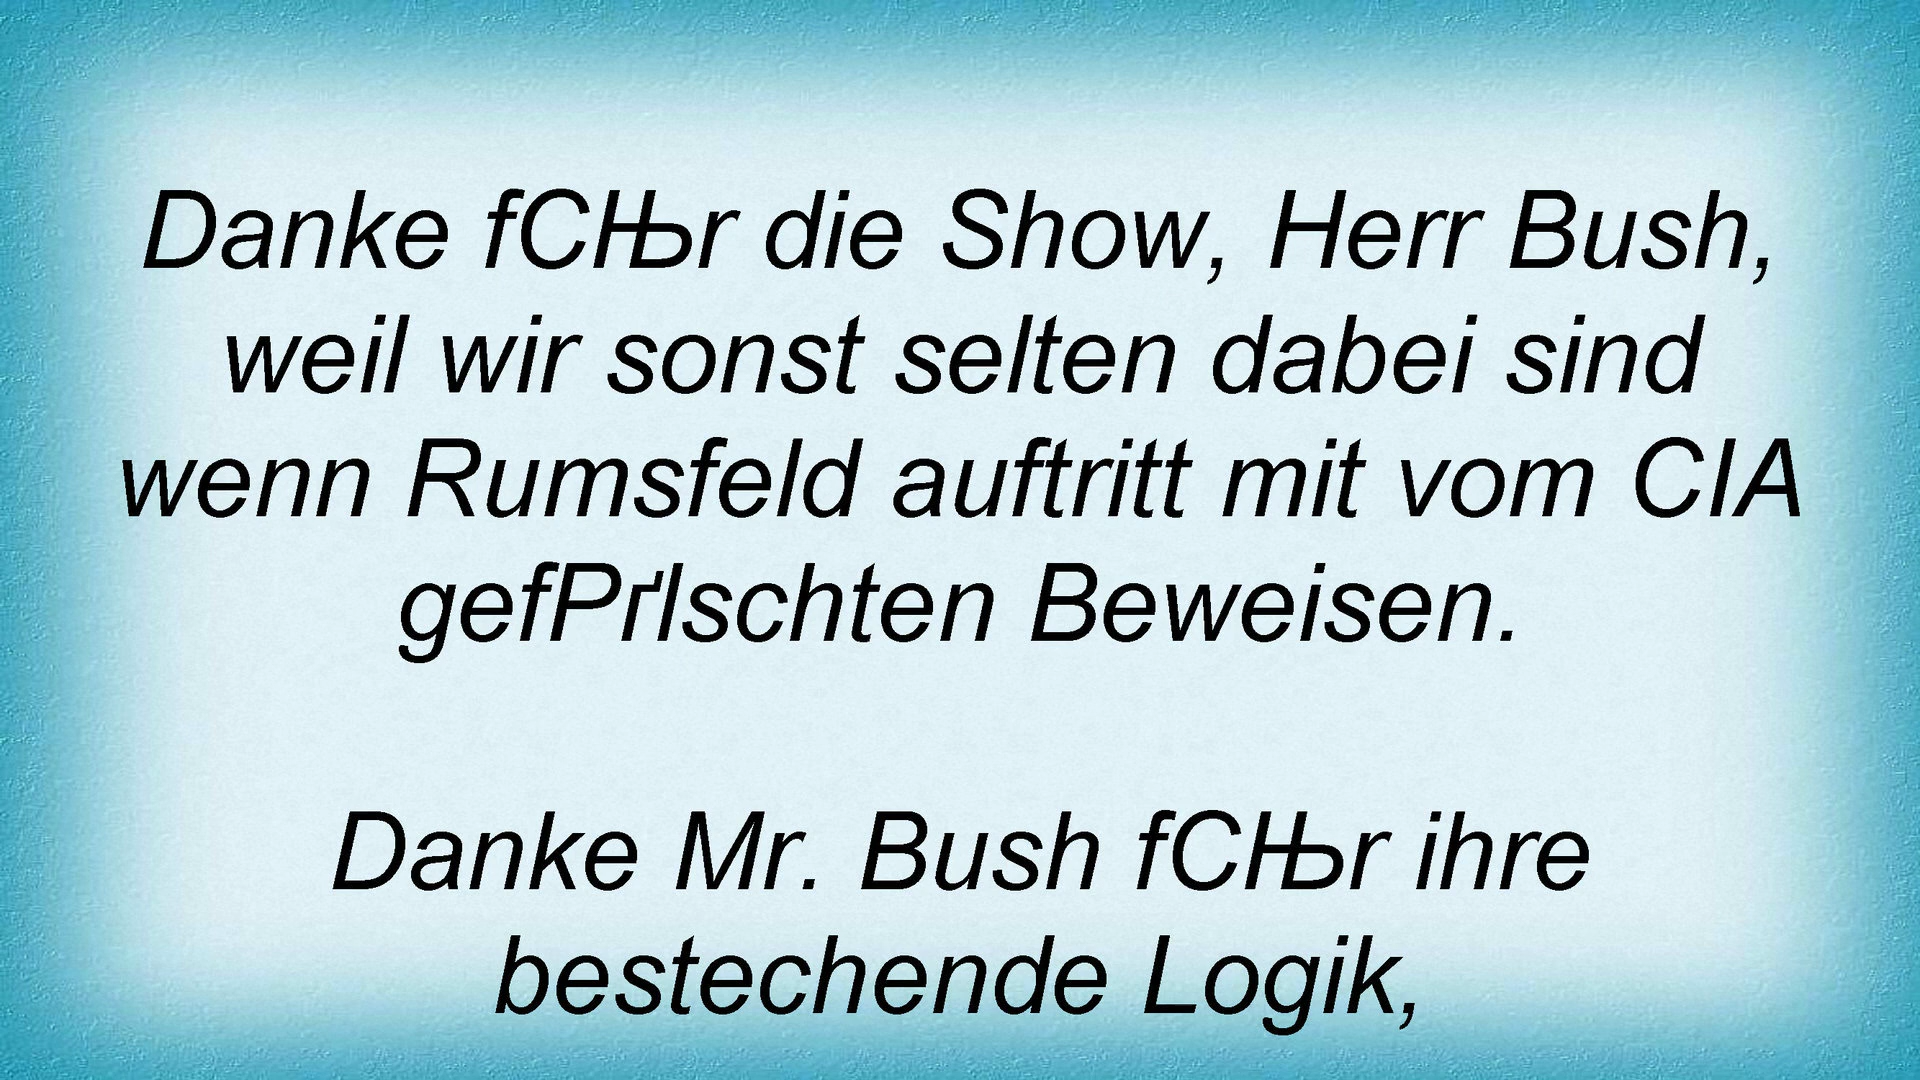 Danke fСЊr die Show, Herr Bush,
weil wir sonst selten dabei sind
wenn Rumsfeld auftritt mit vom CIA
gefРґlschten Beweisen.
Danke Mr. Bush fСЊr ihre
bestechende Logik,